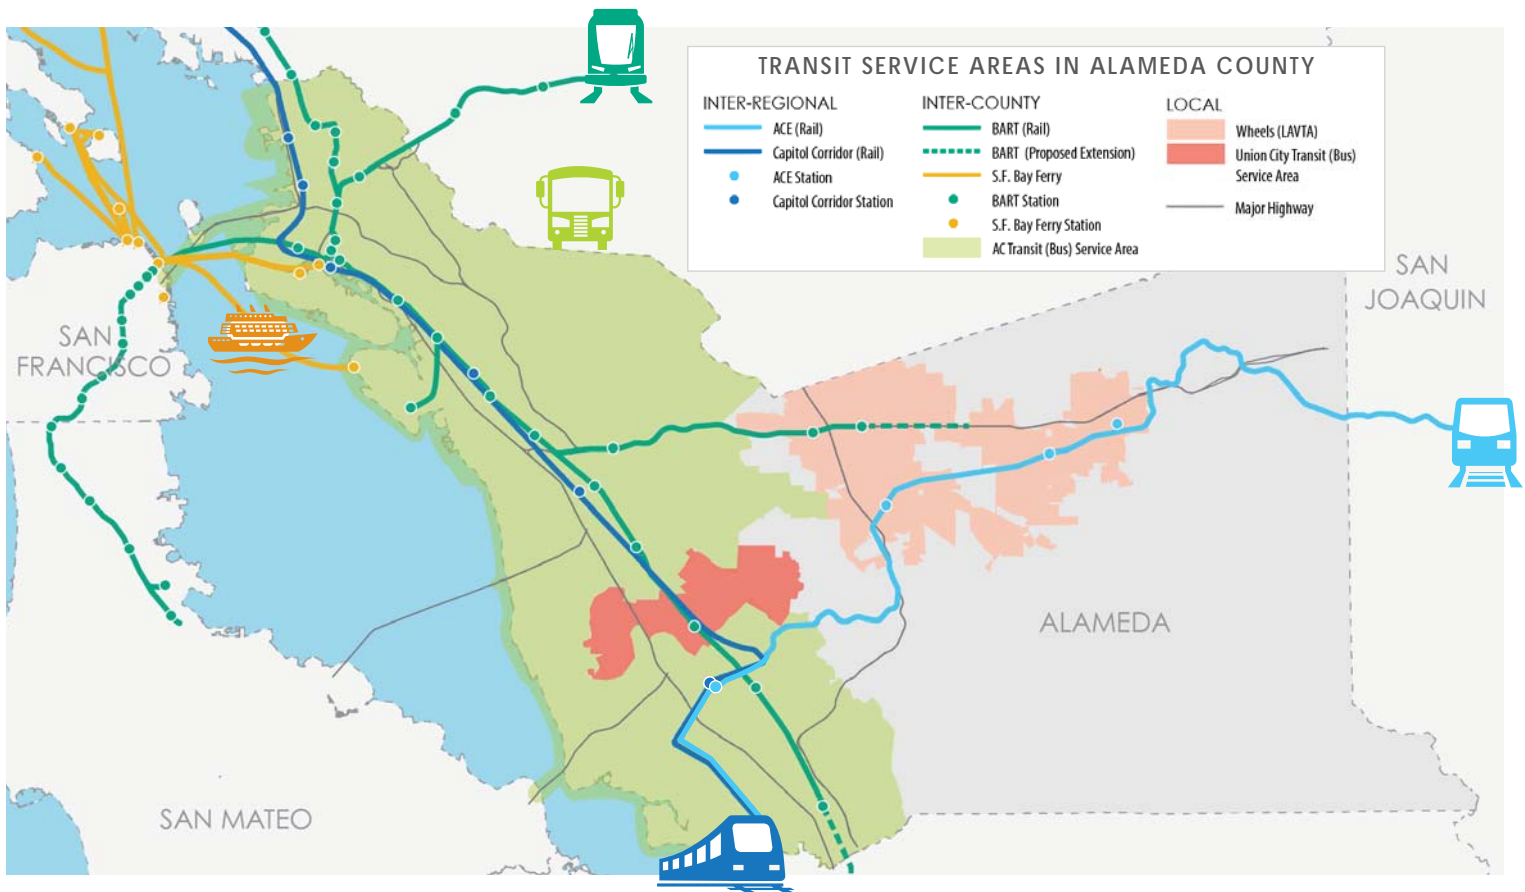 TRANSIT SERVICE AREAS IN ALAMEDA COUNTY
INTER-REGIONAL
ACE (Rail)
Capitol Corridor (Rail)
ACE Station
Capitol Corridor Station
INTER-COUNTY
BART (Rail)
BART (Proposed Extension)
S.F. Bay Ferry
BART Station
S.F. Bay Ferry Station
AC Transit (Bus) Service Area
LOCAL
Wheels (LAVTA)
Union City Transit (Bus)
Service Area
Major Highway
SAN
JOAQUIN
SAN
FRANCISCO
ALAMEDA
SAN MATEO